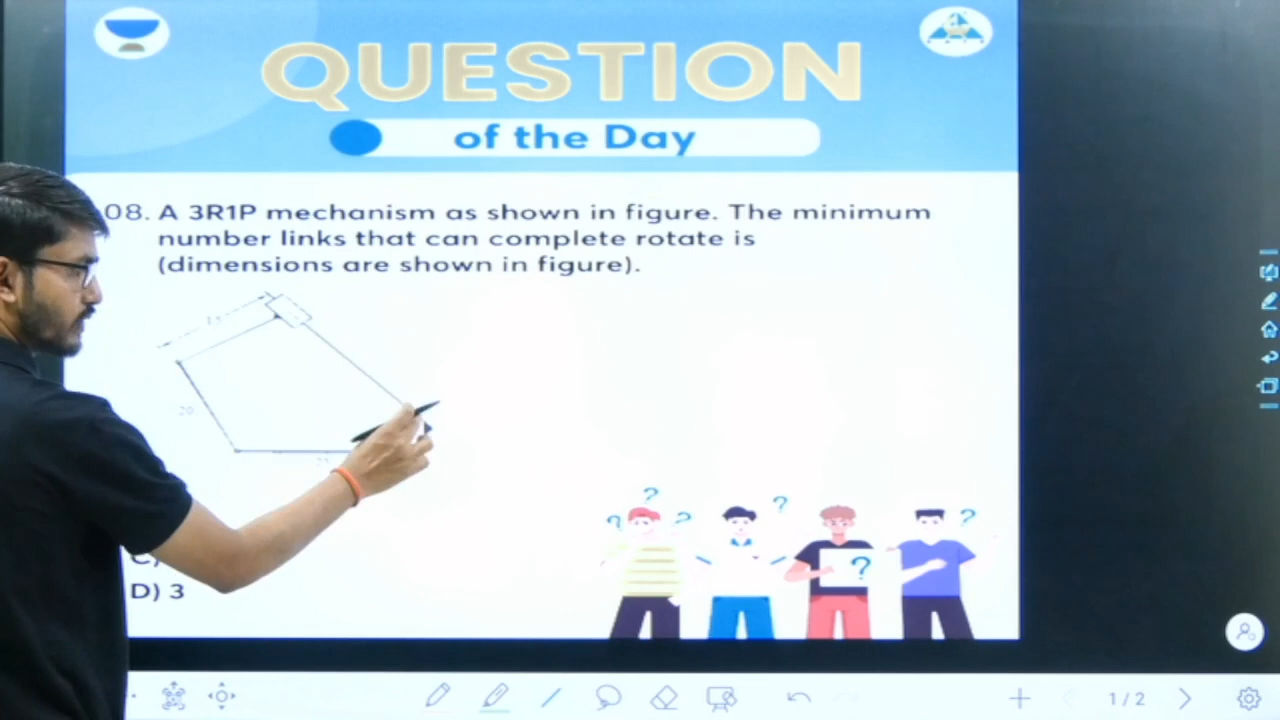 QUESTION
of the Day
08. A 3R1P mechanism as shown in figure. The minimum
number links that can complete rotate is
(dimensions are shown in figure).
20
D) 3
1/2